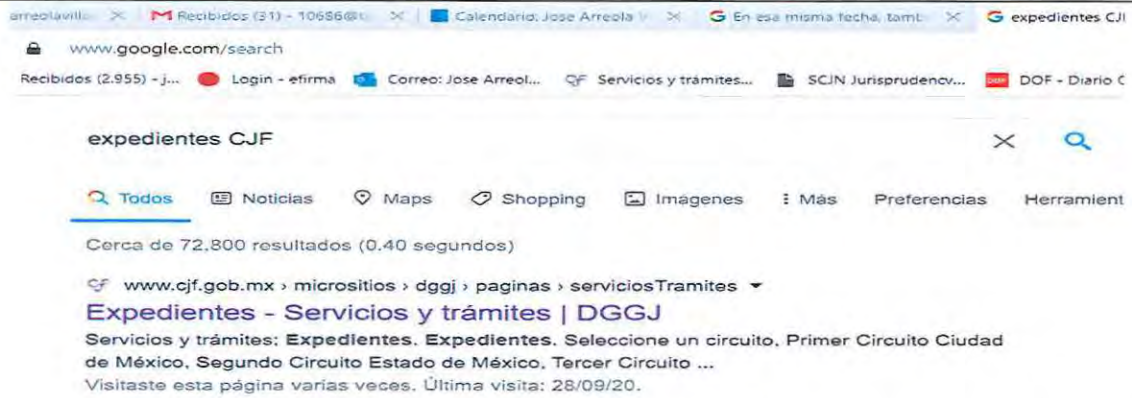 arreolavill... Recibidos (31) - 10686@ Calendario: Jose Arreola V En esa misma fecha, tamb expedientes CJ
www.google.com/search
Recibidos (2.955) - j... Login - efirma Correo: Jose Arreol... Servicios y trámites... SCJN Jurisprudencv... DOF - Diario
expedientes CJF
Todos Noticias Maps Shopping Imágenes Más Preferencias Herramient
Cerca de 72,800 resultados (0.40 segundos)
www.cjf.gob.mx › micrositios › dggj › paginas › serviciosTramites
Expedientes - Servicios y trámites | DGGJ
Servicios y trámites: Expedientes. Expedientes. Seleccione un circuito, Primer Circuito Ciudad
de México, Segundo Circuito Estado de México, Tercer Circuito ...
Visitaste esta página varias veces. Última visita: 28/09/20.